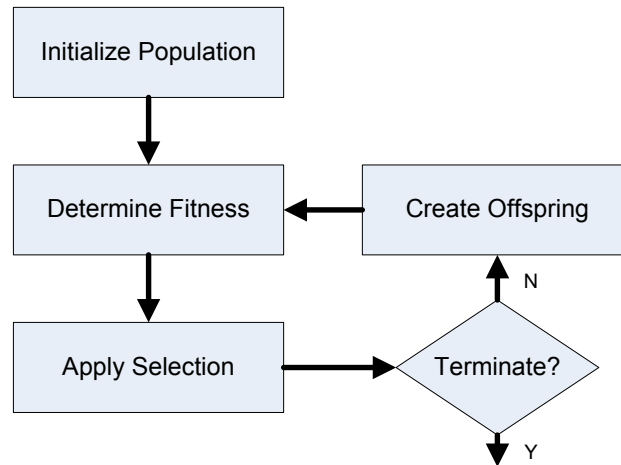 Initialize Population
Determine Fitness
Create Offspring
N
Apply Selection
Terminate?
Y